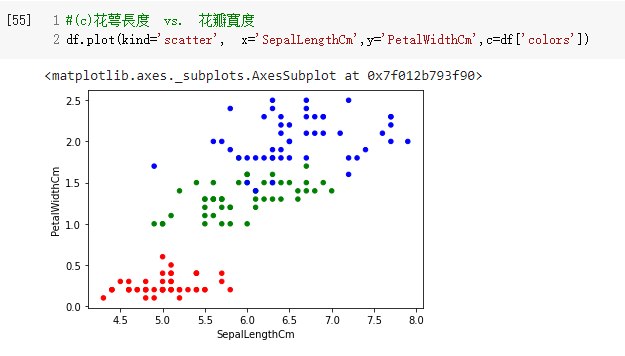 [55]
1 #(c)花萼長度 vs. 花瓣寬度
2 df.plot(kind='scatter', x='SepalLengthCm',y='PetalWidthCm',c=df['colors'])
<matplotlib.axes._subplots.AxesSubplot at 0x7f012b793f90>
2.5
2.0
1.5
1.0
0.5
0.0
PetalWidthCm
4.5 5.0 5.5 6.0 6.5 7.0 7.5 8.0
SepalLengthCm